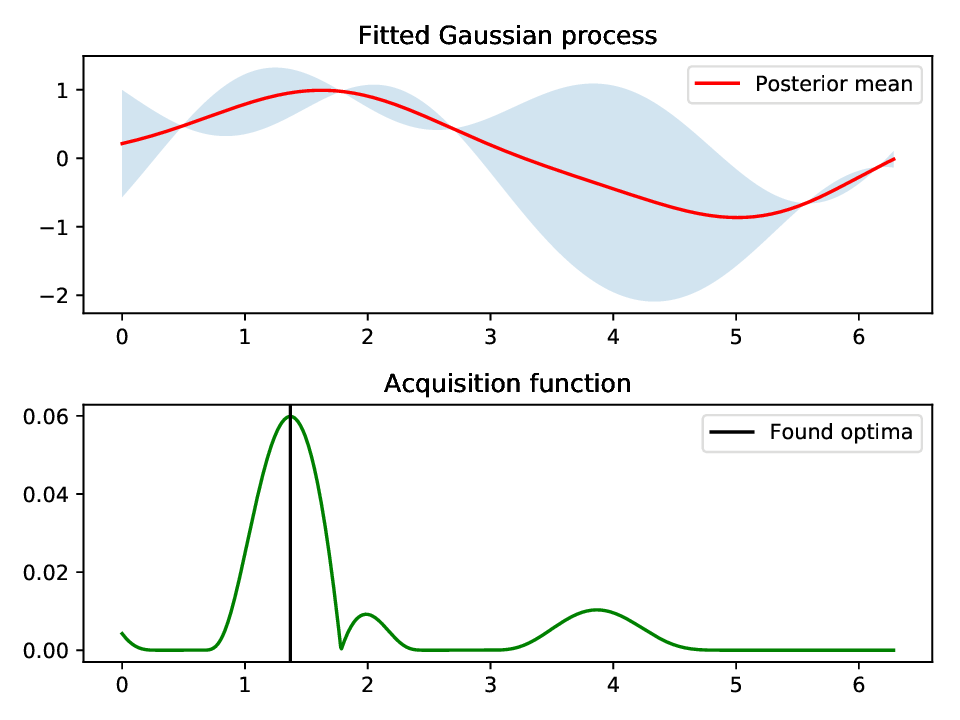 Fitted Gaussian process
Posterior mean
1
0
−1
−2
0 1 2 3 4 5 6
Acquisition function
Found optima
0.06
0.04
0.02
0.00
0 1 2 3 4 5 6